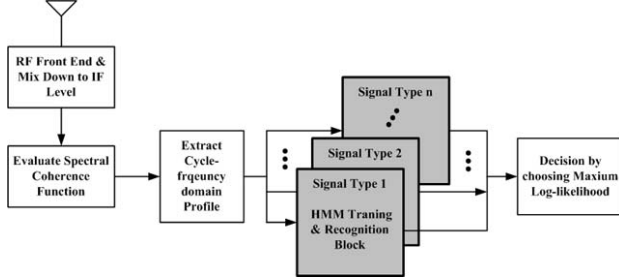 RF Front End &
Mix Down to IF
Level
Evaluate Spectral
Coherence
Function
Extract
Cycle-
frqeuncy
domain
Profile
Signal Type n
Signal Type 2
Signal Type 1
HMM Traning
& Recognition
Block
Decision by
choosing Maxium
Log-likelihood